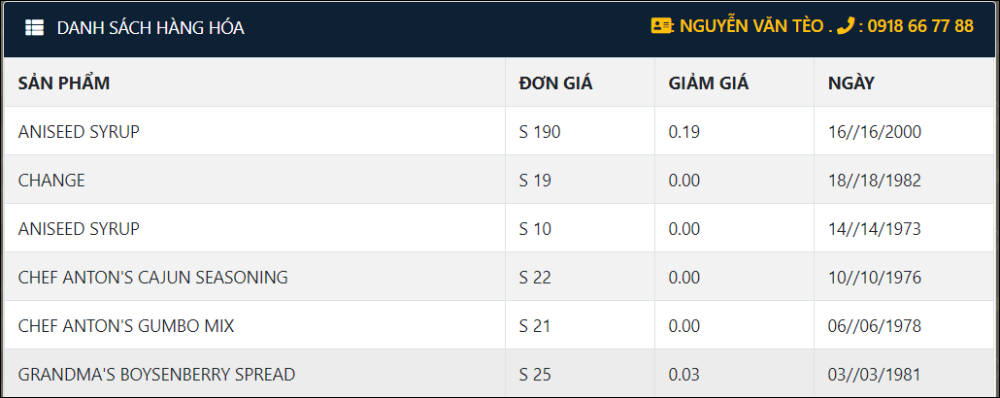 DANH SÁCH HÀNG HÓA : NGUYỄN VĂN TÈO . : 0918 66 77 88
SẢN PHẨM ĐƠN GIÁ GIẢM GIÁ NGÀY
ANISEED SYRUP S 190 0.19 16//16/2000
CHANGE S 19 0.00 18//18/1982
ANISEED SYRUP S 10 0.00 14//14/1973
CHEF ANTON'S CAJUN SEASONING S 22 0.00 10//10/1976
CHEF ANTON'S GUMBO MIX S 21 0.00 06//06/1978
GRANDMA'S BOYSENBERRY SPREAD S 25 0.03 03//03/1981